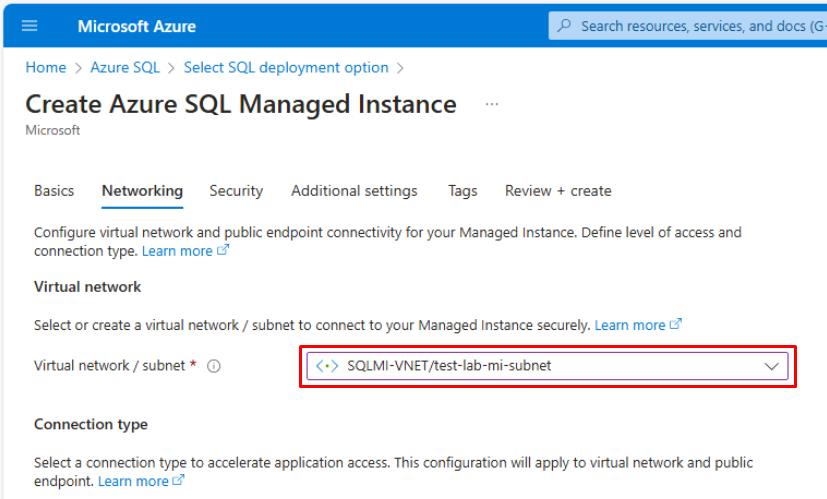 Microsoft Azure
Search resources, services, and docs (G+
Home > Azure SQL > Select SQL deployment option >
Create Azure SQL Managed Instance ...
Microsoft
Basics Networking Security Additional settings Tags Review + create
Configure virtual network and public endpoint connectivity for your Managed Instance. Define level of access and
connection type. Learn more
Virtual network
Select or create a virtual network / subnet to connect to your Managed Instance securely. Learn more
Virtual network / subnet * SQLMI-VNET/test-lab-mi-subnet
Connection type
Select a connection type to accelerate application access. This configuration will apply to virtual network and public
endpoint. Learn more